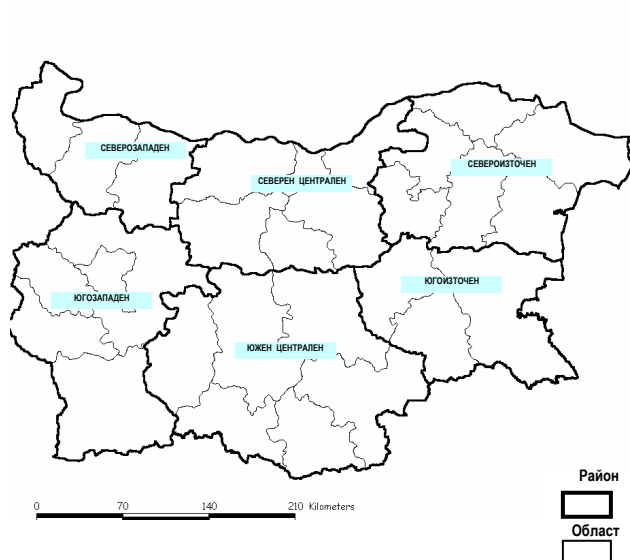 СЕВЕРОЗАПАДЕН
СЕВЕРЕН ЦЕНТРАЛЕН
СЕВЕРОИЗТОЧЕН
ЮГОЗАПАДЕН
ЮГОИЗТОЧЕН
ЮЖЕН ЦЕНТРАЛЕН
0 70 140 210 Kilometers
Район
Област